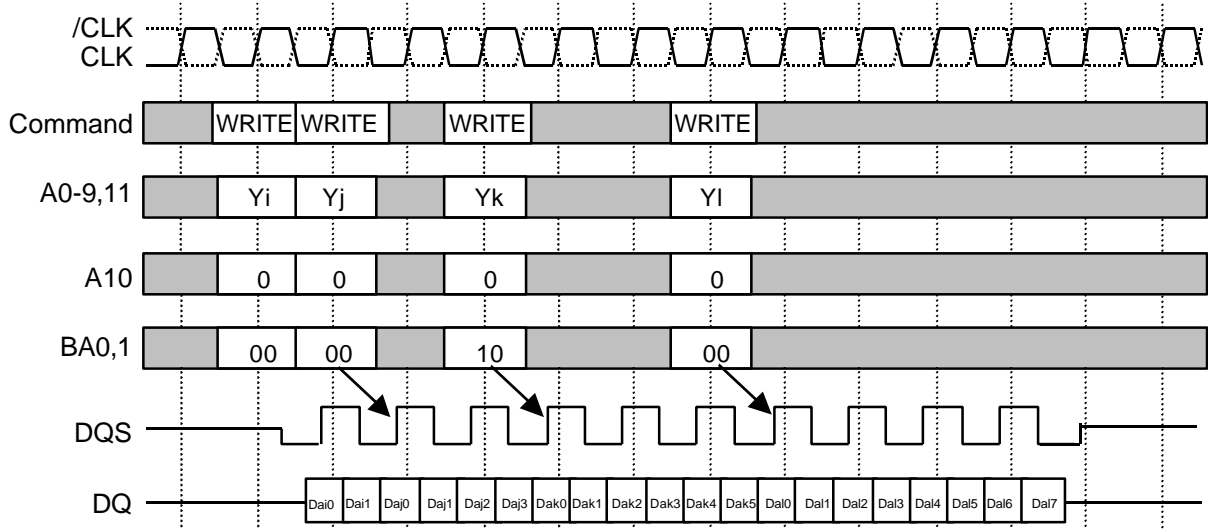 /CLK
CLK
Command WRITE WRITE WRITE WRITE
A0-9,11 Yi Yj Yk Yl
A10 0 0 0 0
BA0,1 00 00 10 00
DQS
DQ Dai0 Dai1 Daj0 Daj1 Daj2 Daj3 Dak0 Dak1 Dak2 Dak3 Dak4 Dak5 Dal0 Dal1 Dal2 Dal3 Dal4 Dal5 Dal6 Dal7